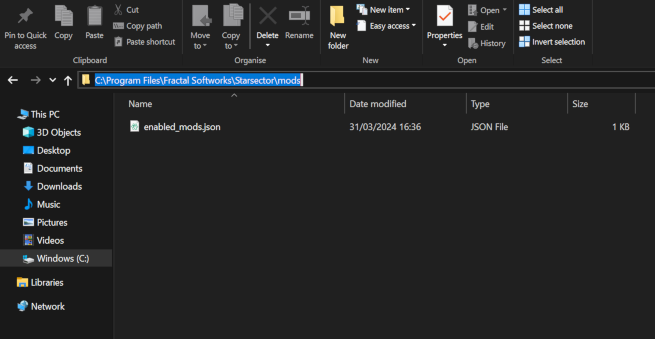 Pin to Quick access
Copy
Paste
Cut
Copy path
Paste shortcut
Clipboard
Move to
Copy to
Delete
Rename
Organise
New folder
New item
Easy access
New
Properties
Open
Edit
History
Open
Select all
Select none
Invert selection
Select
C:\Program Files\Fractal Softworks\Starsector\mods
Name
Date modified
Type
Size
enabled_mods.json
31/03/2024 16:36
JSON File
1 KB
This PC
3D Objects
Desktop
Documents
Downloads
Music
Pictures
Videos
Windows (C:)
Libraries
Network